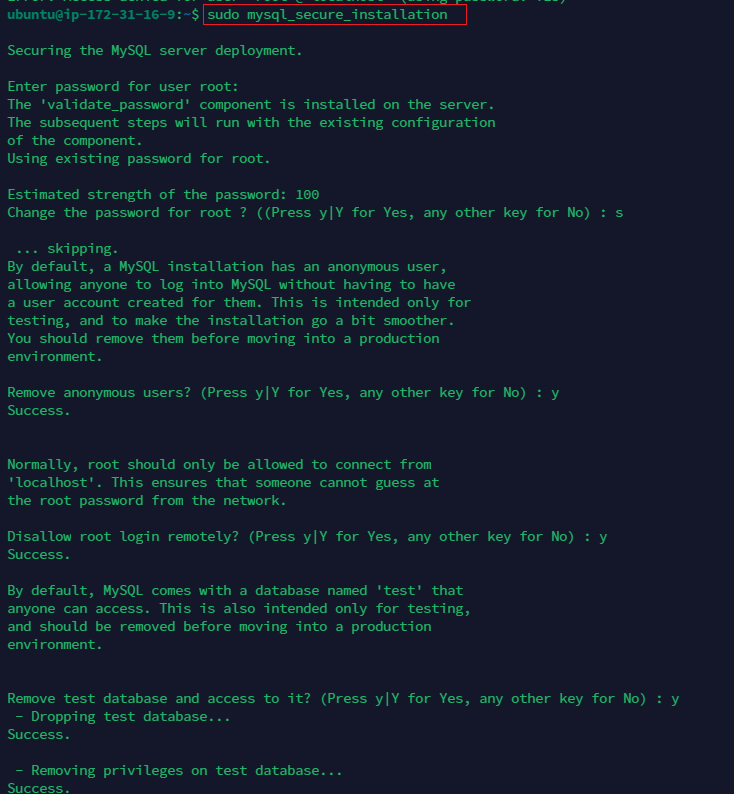 ubuntu@ip-172-31-16-9:~$ sudo mysql_secure_installation
Securing the MySQL server deployment.
Enter password for user root:
The 'validate_password' component is installed on the server.
The subsequent steps will run with the existing configuration
of the component.
Using existing password for root.
Estimated strength of the password: 100
Change the password for root ? ((Press y|Y for Yes, any other key for No) : s
... skipping.
By default, a MySQL installation has an anonymous user,
allowing anyone to log into MySQL without having to have
a user account created for them. This is intended only for
testing, and to make the installation go a bit smoother.
You should remove them before moving into a production
environment.
Remove anonymous users? (Press y|Y for Yes, any other key for No) : y
Success.
Normally, root should only be allowed to connect from
'localhost'. This ensures that someone cannot guess at
the root password from the network.
Disallow root login remotely? (Press y|Y for Yes, any other key for No) : y
Success.
By default, MySQL comes with a database named 'test' that
anyone can access. This is also intended only for testing,
and should be removed before moving into a production
environment.
Remove test database and access to it? (Press y|Y for Yes, any other key for No) : y
- Dropping test database...
Success.
- Removing privileges on test database...
Success.